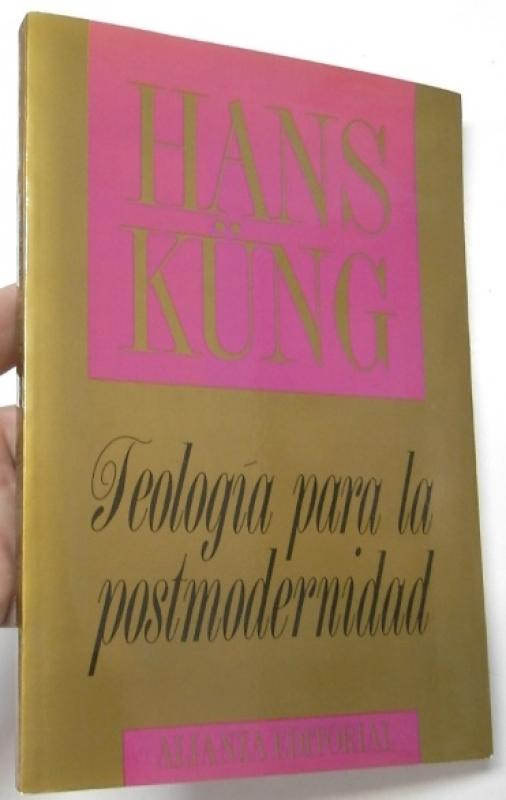 HANS
KÜNG
Teología para la
postmodernidad
ALIANZA EDITORIAL